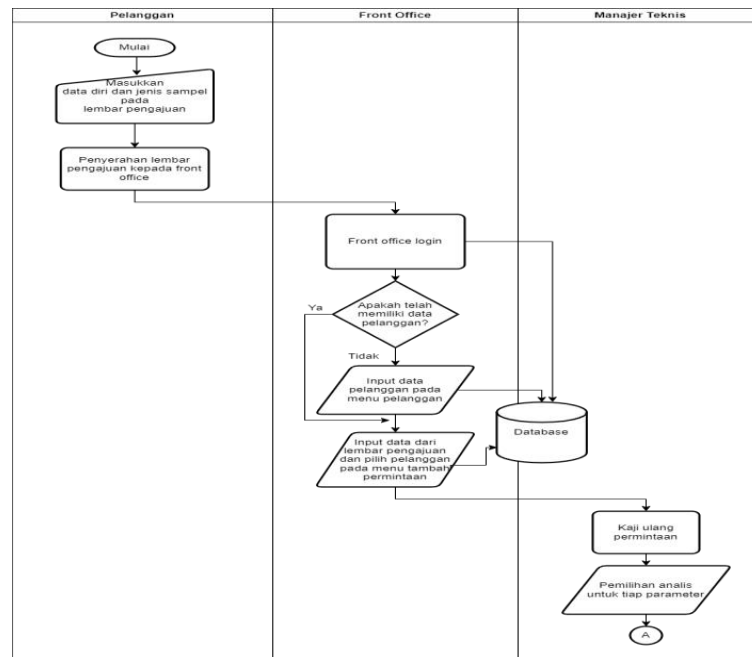 Pelanggan
Front Office
Manajer Teknis
Mulai
Masukkan
data diri dan jenis sampel
pada
lembar pengajuan
Penyerahan lembar
pengajuan kepada front
office
Front office login
Apakah telah
memiliki data
pelanggan?
Ya
Tidak
Input data
pelanggan pada
menu pelanggan
Input data dari
lembar pengajuan
dan pilih pelanggan
pada menu tambah
permintaan
Database
Kaji ulang
permintaan
Pemilihan analis
untuk tiap parameter
A